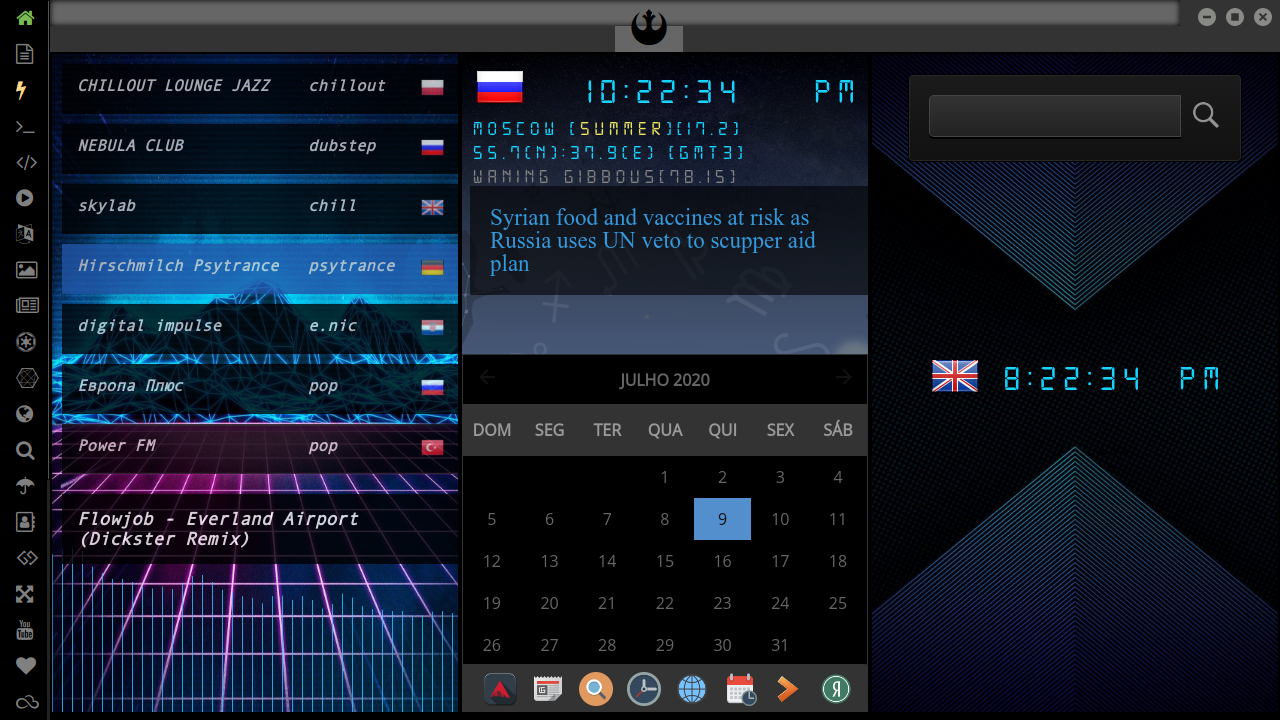 CHILLOUT LOUNGE JAZZ chillout
NEBULA CLUB dubstep
skylab chill
Hirschmilch Psytrance psytrance
digital impulse e.nic
Европа Плюс pop
Power FM pop
Flowjob - Everland Airport
(Dickster Remix)
10:22:34 PM
MOSCOW [SUMMER][17.2]
55.7(N):37.9(E) [GMT3]
WANING GIBBOUS[78.15]
Syrian food and vaccines at risk as
Russia uses UN veto to scupper aid
plan
JULHO 2020
DOM SEG TER QUA QUI SEX SÁB
1 2 3 4
5 6 7 8 9 10 11
12 13 14 15 16 17 18
19 20 21 22 23 24 25
26 27 28 29 30 31
8:22:34 PM
You
Tube
Я